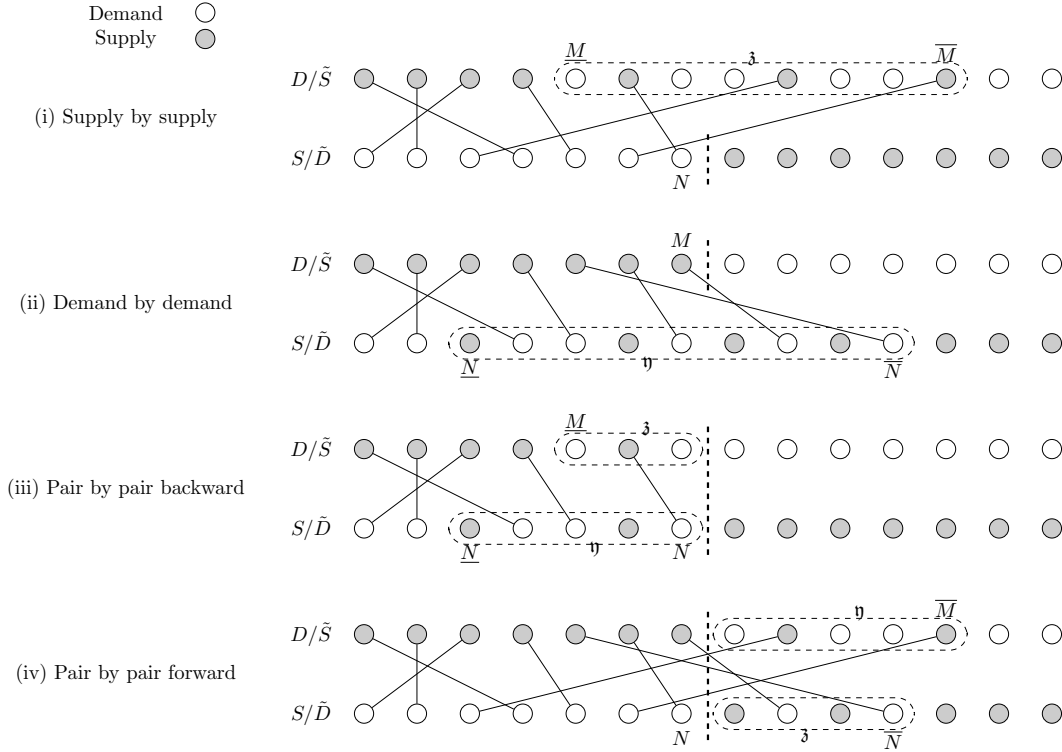 Demand
Supply
M̲ 𝔷 M̅
D/S̃
(i) Supply by supply
S/D̃
N
M
D/S̃
(ii) Demand by demand
S/D̃
N̲ 𝔶 N̅
M̲ 𝔷
D/S̃
(iii) Pair by pair backward
S/D̃
N̲ 𝔶 N
𝔶 M̅
D/S̃
(iv) Pair by pair forward
S/D̃
N 𝔷 N̅